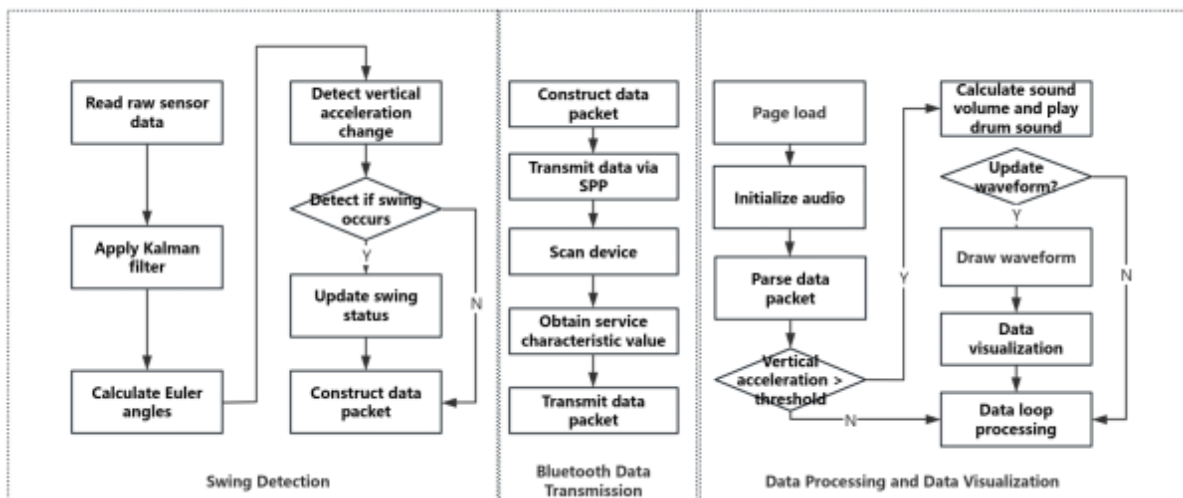 Read raw sensor
data
Apply Kalman
filter
Calculate Euler
angles
Detect vertical
acceleration
change
Detect if swing
occurs
Y
N
Update swing
status
Construct data
packet
Swing Detection
Construct data
packet
Transmit data via
SPP
Scan device
Obtain service
characteristic value
Transmit data
packet
Bluetooth Data
Transmission
Page load
Initialize audio
Parse data
packet
Vertical
acceleration >
threshold
Y
N
Calculate sound
volume and play
drum sound
Update
waveform?
Y
N
Draw waveform
Data
visualization
Data loop
processing
Data Processing and Data Visualization